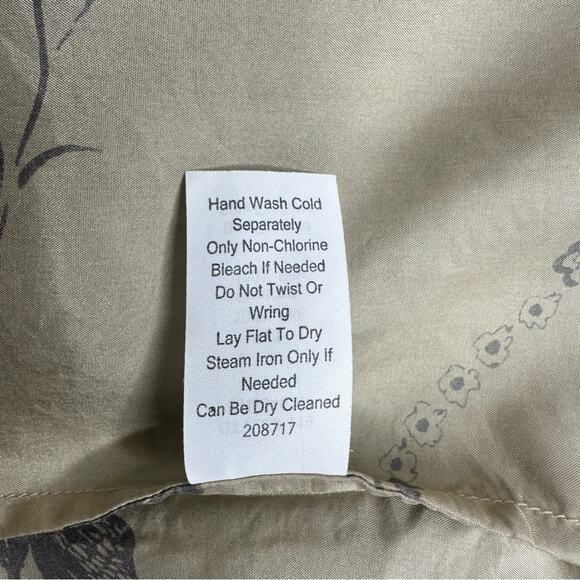 Hand Wash Cold
Separately
Only Non-Chlorine
Bleach If Needed
Do Not Twist Or
Wring
Lay Flat To Dry
Steam Iron Only If
Needed
Can Be Dry Cleaned
208717